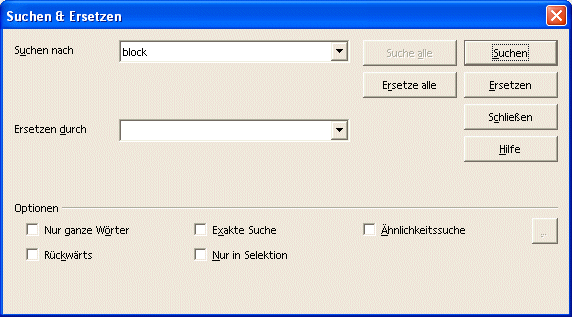 Suchen & Ersetzen
Suchen nach
block
Suche alle
Suchen
Ersetze alle
Ersetzen
Schließen
Ersetzen durch
Hilfe
Optionen
Nur ganze Wörter
Exakte Suche
Ähnlichkeitssuche
..
Rückwärts
Nur in Selektion